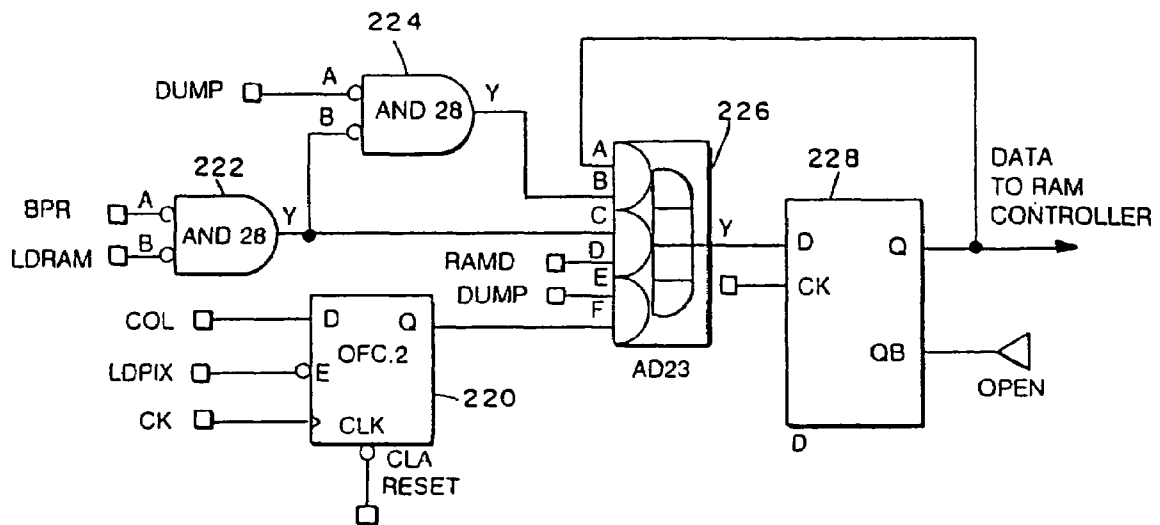 224
DUMP
A
AND 28
Y
B
222
BPR
A
AND 28
Y
LDRAM
B
226
A
B
C
D
E
F
Y
AD23
RAMD
DUMP
COL
LDPIX
CK
D
Q
OFC.2
E
CLK
220
CLA
RESET
228
D
Q
CK
QB
D
DATA
TO RAM
CONTROLLER
OPEN